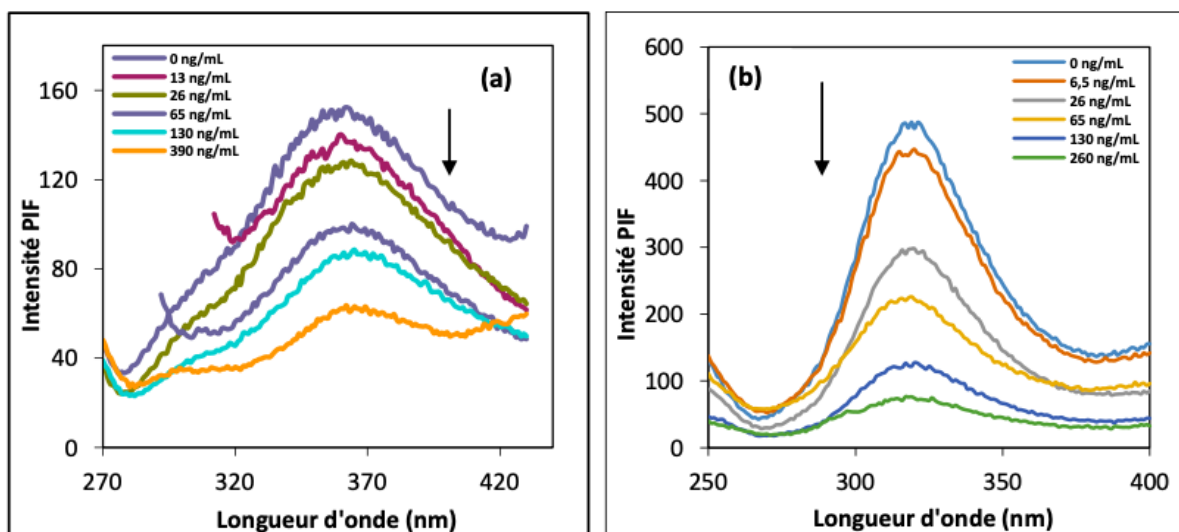 (a)
0 ng/mL
13 ng/mL
26 ng/mL
65 ng/mL
130 ng/mL
390 ng/mL
Intensité PIF
160
120
80
40
0
270 320 370 420
Longueur d'onde (nm)
(b)
0 ng/mL
6,5 ng/mL
26 ng/mL
65 ng/mL
130 ng/mL
260 ng/mL
Intensité PIF
600
500
400
300
200
100
0
250 300 350 400
Longueur d'onde (nm)